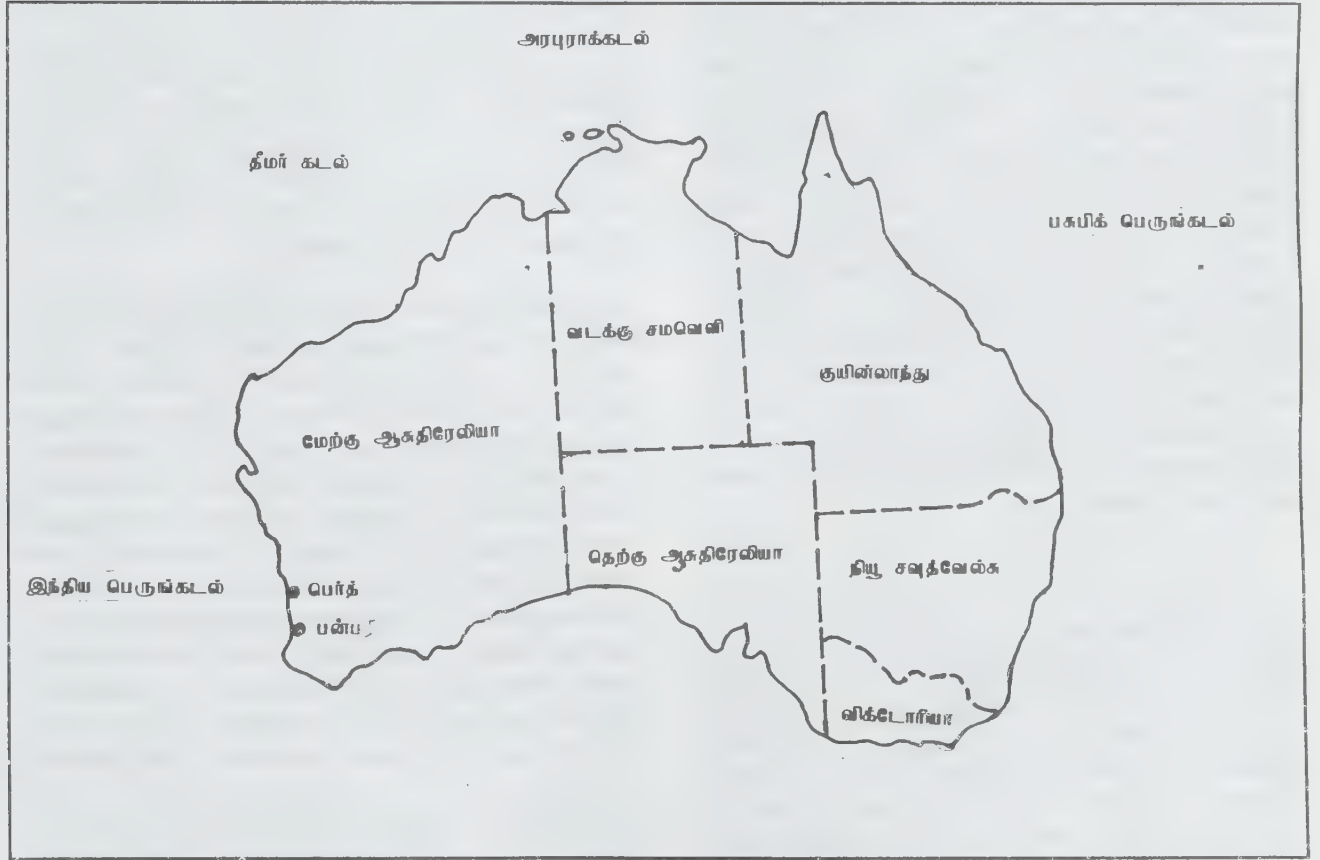 அரபுராக்கடல்
தீமர் கடல்
பசுபிக் பெருங்கடல்
வடக்கு சமவெளி
குயின்லாந்து
மேற்கு ஆசுதிரேலியா
தெற்கு ஆசுதிரேலியா
நியூ சவுத்வேல்சு
இந்திய பெருங்கடல்
பெர்த்
விக்டோரியா